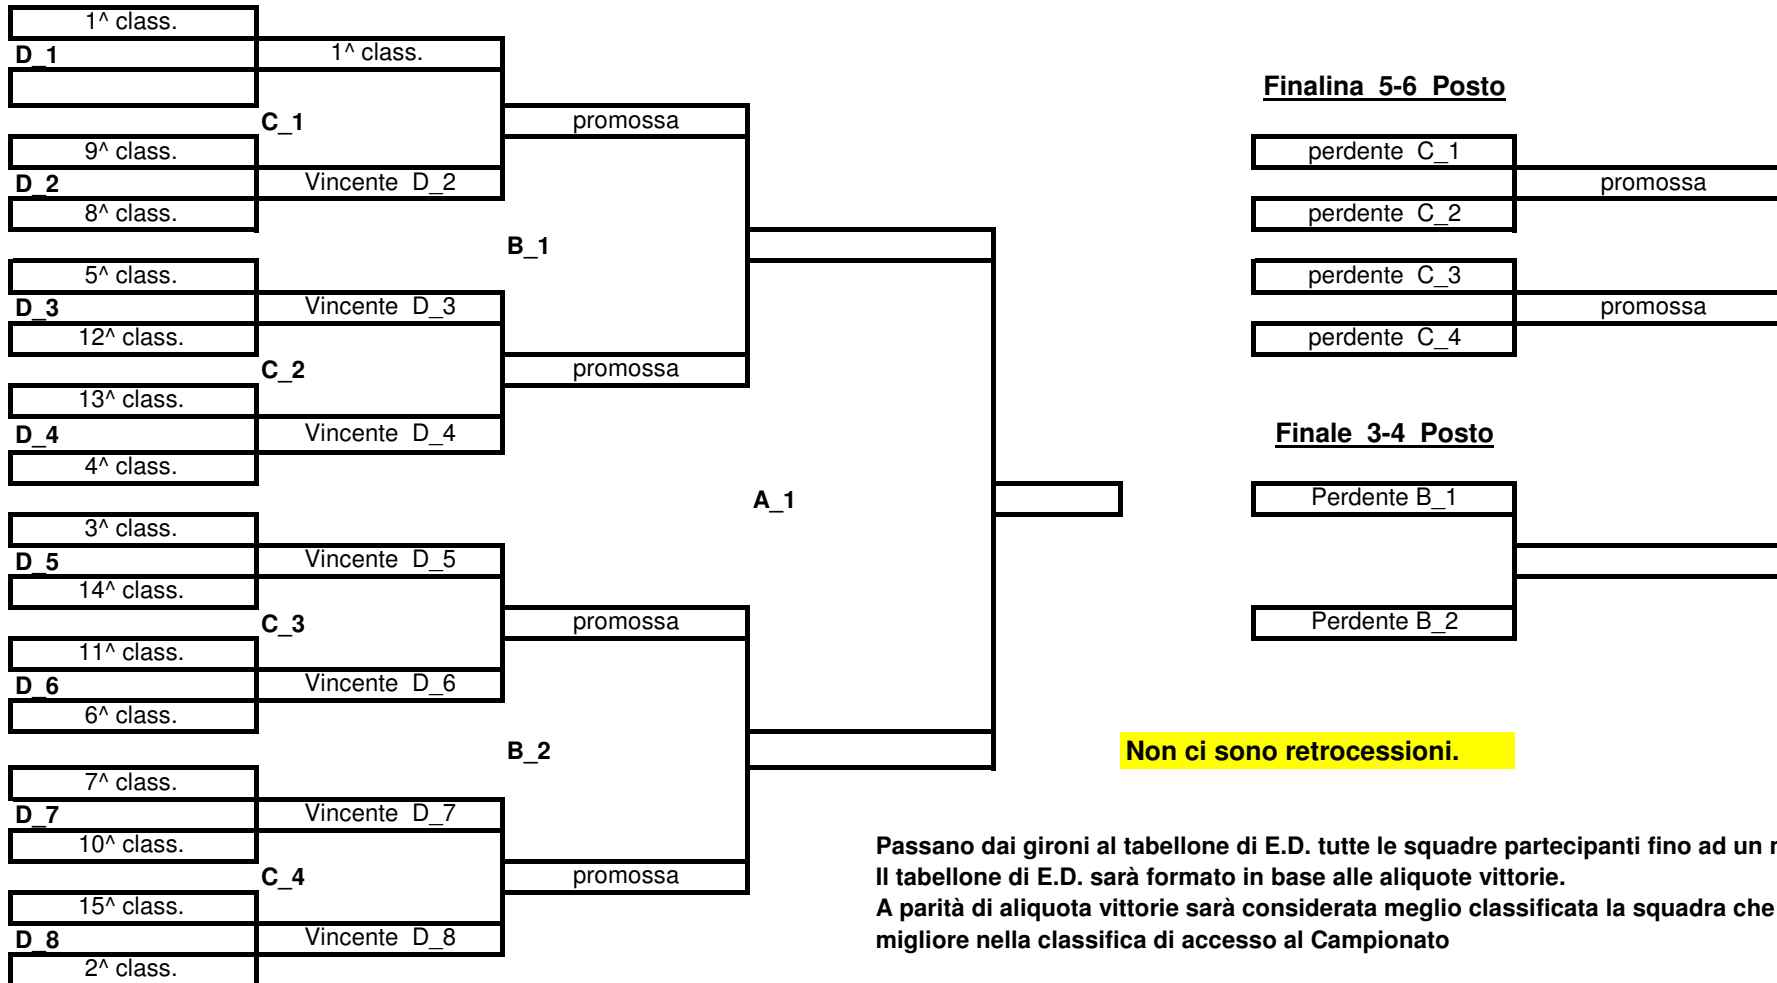 1^ class.
D_1
1^ class.
C_1
promossa
9^ class.
D_2
Vincente D_2
8^ class.
B_1
5^ class.
D_3
Vincente D_3
12^ class.
C_2
promossa
13^ class.
D_4
Vincente D_4
4^ class.
A_1
3^ class.
D_5
Vincente D_5
14^ class.
C_3
promossa
11^ class.
D_6
Vincente D_6
6^ class.
B_2
7^ class.
D_7
Vincente D_7
10^ class.
C_4
promossa
15^ class.
D_8
Vincente D_8
2^ class.
Finalina 5-6 Posto
perdente C_1
promossa
perdente C_2
perdente C_3
promossa
perdente C_4
Finale 3-4 Posto
Perdente B_1
Perdente B_2
Non ci sono retrocessioni.
Passano dai gironi al tabellone di E.D. tutte le squadre partecipanti fino ad un
Il tabellone di E.D. sarà formato in base alle aliquote vittorie.
A parità di aliquota vittorie sarà considerata meglio classificata la squadra che
migliore nella classifica di accesso al Campionato